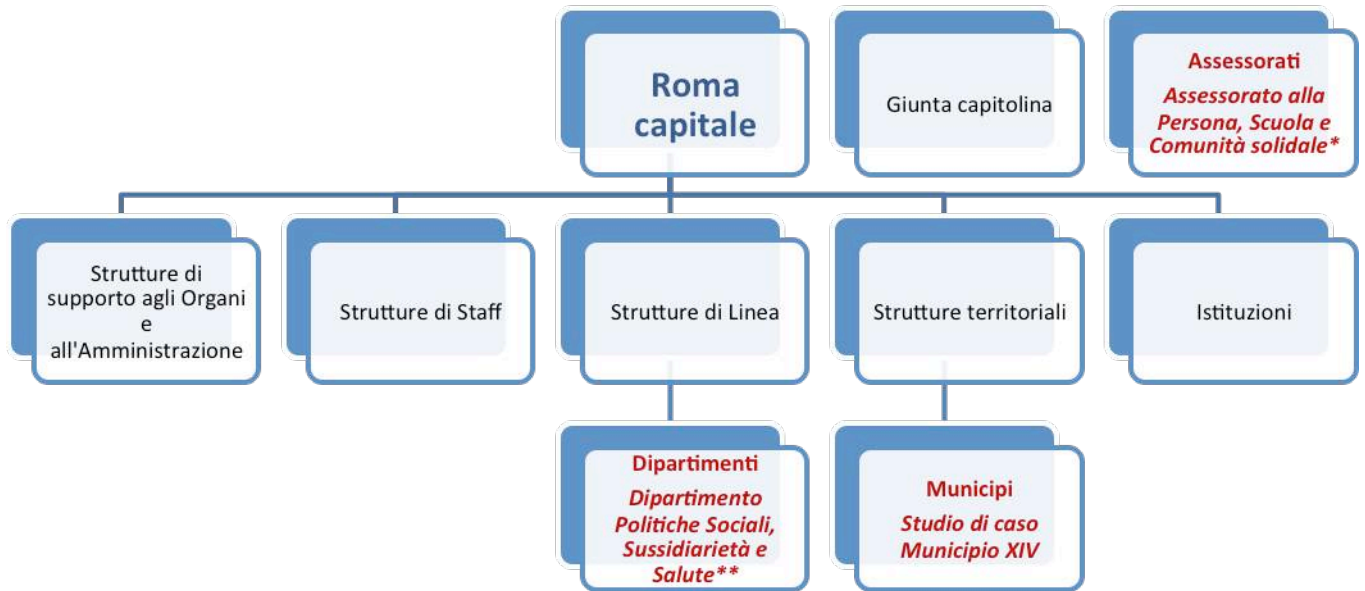 Roma
capitale
Giunta capitolina
Assessorati
Assessorato alla
Persona, Scuola e
Comunità solidale*
Strutture di
supporto agli Organi
e
all'Amministrazione
Strutture di Staff
Strutture di Linea
Strutture territoriali
Istituzioni
Dipartimenti
Dipartimento
Politiche Sociali,
Sussidiarietà e
Salute**
Municipi
Studio di caso
Municipio XIV